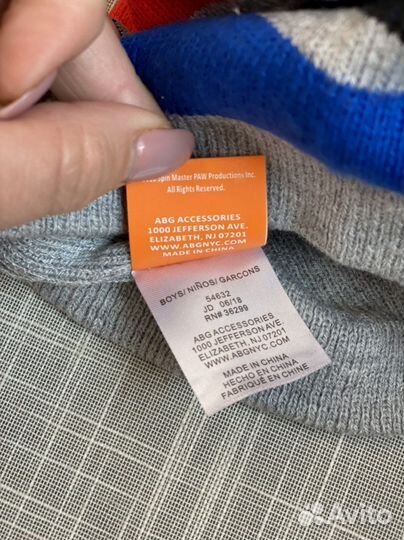 Spin Master PAW Productions Inc.
All Rights Reserved.
ABG ACCESSORIES
1000 JEFFERSON AVE.
ELIZABETH, NJ 07201
WWW.ABGNYC.COM
MADE IN CHINA
BOYS/ NIÑOS/ GARCONS
54632
JD 06/18
RN# 36299
ABG ACCESSORIES
1000 JEFFERSON AVE.
ELIZABETH, NJ 07201
WWW.ABGNYC.COM
MADE IN CHINA
HECHO EN CHINA
FABRIQUÉ EN CHINE
Avito